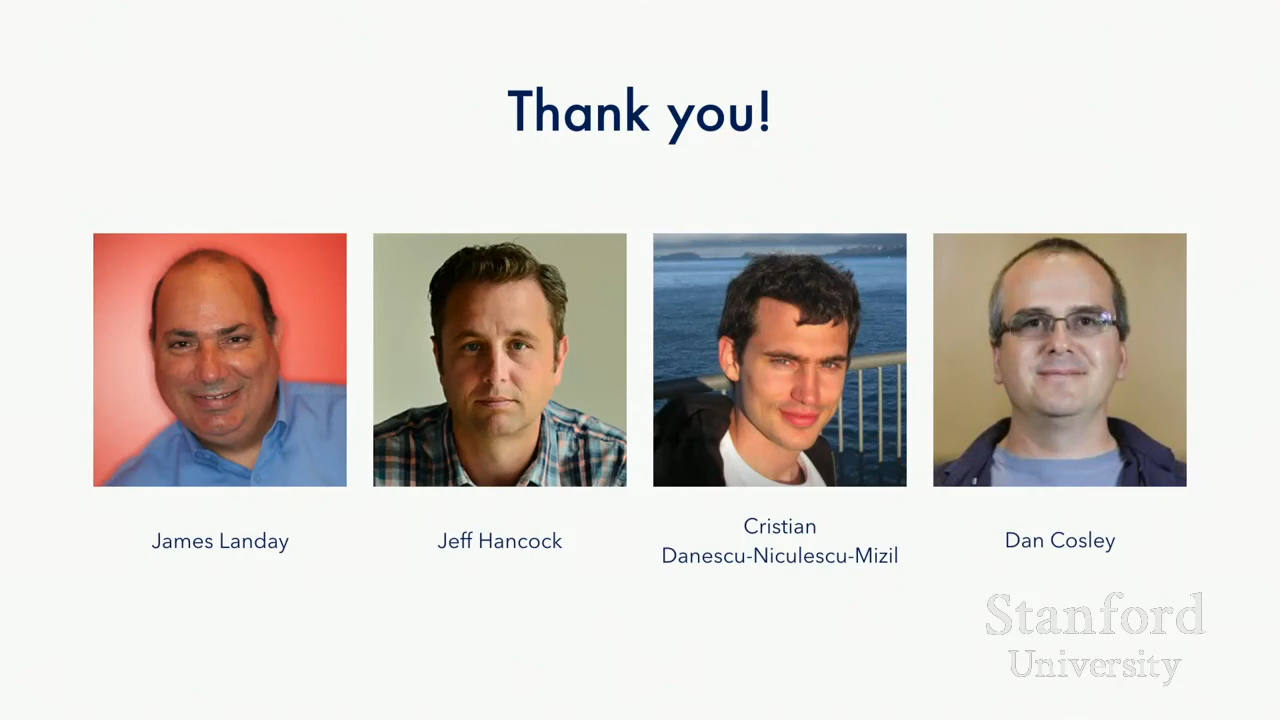 Thank you!
James Landay
Jeff Hancock
Cristian
Danescu-Niculescu-Mizil
Dan Cosley
Stanford
University